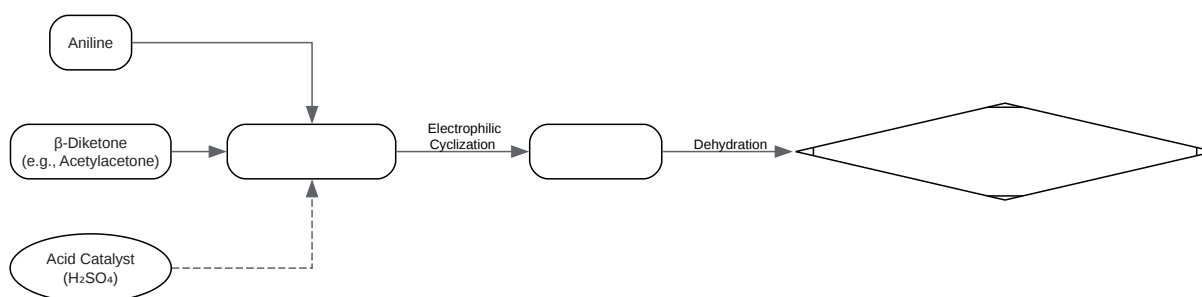 Aniline
β-Diketone
(e.g., Acetylacetone)
Electrophilic
Cyclization
Dehydration
Acid Catalyst
(H₂SO₄)